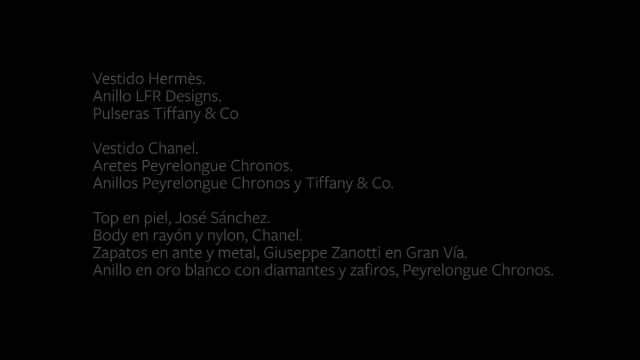 Vestido Hermès.
Anillo LFR Designs.
Pulseras Tiffany & Co
Vestido Chanel.
Aretes Peyrelongue Chronos.
Anillos Peyrelongue Chronos y Tiffany & Co.
Top en piel, José Sánchez.
Body en rayón y nylon, Chanel.
Zapatos en ante y metal, Giuseppe Zanotti en Gran Vía.
Anillo en oro blanco con diamantes y zafiros, Peyrelongue Chronos.